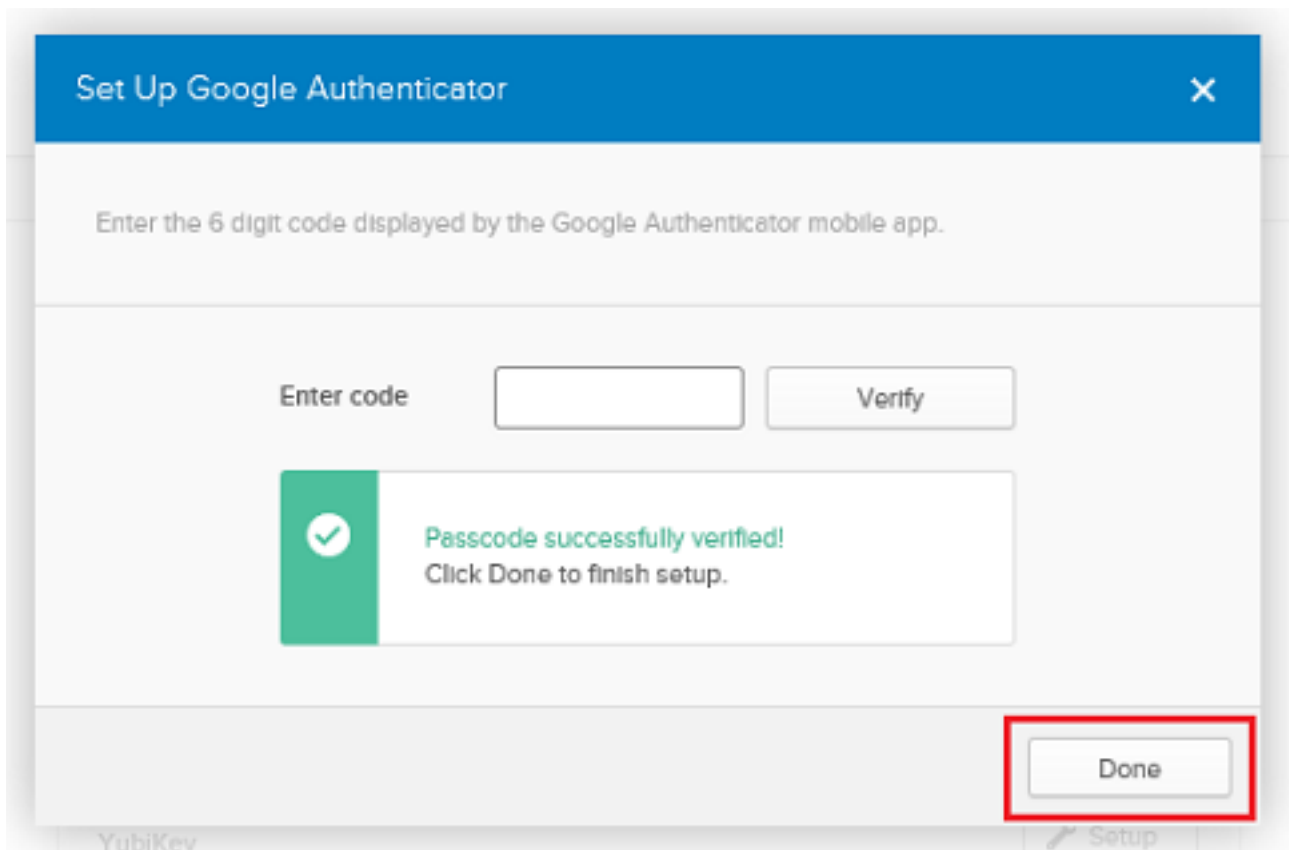 Set Up Google Authenticator
Enter the 6 digit code displayed by the Google Authenticator mobile app.
Enter code
Verify
Passcode successfully verified!
Click Done to finish setup.
Done
YubiKey
Setup